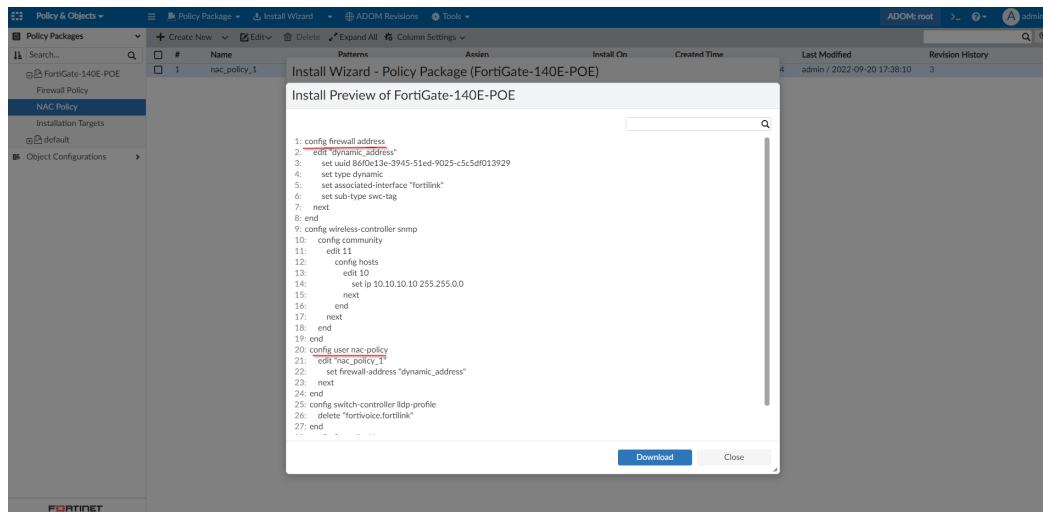 Policy & Objects
Policy Package
Install Wizard
ADOM Revisions
Tools
ADOM: root
A admin
Policy Packages
Create New
Edit
Delete
Expand All
Column Settings
Search...
# Name Patterns Assign Install On Created Time Last Modified Revision History
1 nac_policy_1 4 admin / 2022-09-20 17:38:10 3
FortiGate-140E-POE
Firewall Policy
NAC Policy
Installation Targets
default
Object Configurations
Install Wizard - Policy Package (FortiGate-140E-POE)
Install Preview of FortiGate-140E-POE
1: config firewall address
2: edit "dynamic_address"
3: set uuid 86f0e13e-3945-51ed-9025-c5c5df013929
4: set type dynamic
5: set associated-interface "fortilink"
6: set sub-type swc-tag
7: next
8: end
9: config wireless-controller snmp
10: config community
11: edit 11
12: config hosts
13: edit 10
14: set ip 10.10.10.10 255.255.0.0
15: next
16: end
17: next
18: end
19: end
20: config user nac-policy
21: edit "nac_policy_1"
22: set firewall-address "dynamic_address"
23: next
24: end
25: config switch-controller lldp-profile
26: delete "fortivoice.fortilink"
27: end
Download
Close
FORTINET